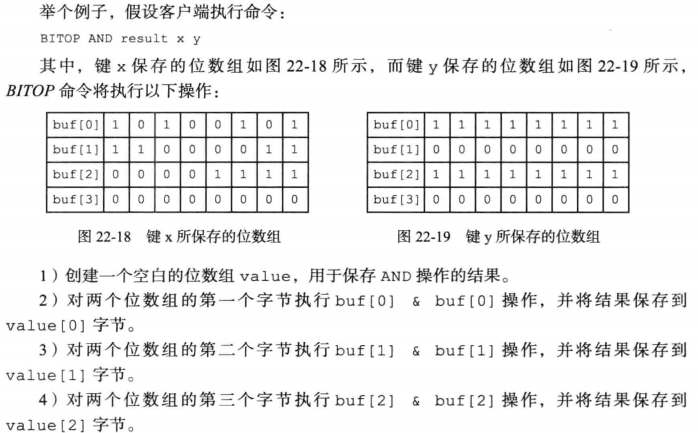 举个例子，假设客户端执行命令：
BITOP AND result x y
其中，键 x 保存的位数组如图 22-18 所示，而键 y 保存的位数组如图 22-19 所示，
BITOP 命令将执行以下操作：
buf[0] 1 0 1 0 0 1 0 1 buf[0] 1 1 1 1 1 1 1 1
buf[1] 1 1 0 0 0 0 1 1 buf[1] 0 0 0 0 0 0 0 0
buf[2] 0 0 0 0 1 1 1 1 buf[2] 1 1 1 1 1 1 1 1
buf[3] 0 0 0 0 0 0 0 0 buf[3] 0 0 0 0 0 0 0 0
图 22-18 键 x 所保存的位数组 图 22-19 键 y 所保存的位数组
1）创建一个空白的位数组 value，用于保存 AND 操作的结果。
2）对两个位数组的第一个字节执行 buf[0] & buf[0] 操作，并将结果保存到
value[0] 字节。
3）对两个位数组的第二个字节执行 buf[1] & buf[1] 操作，并将结果保存到
value[1] 字节。
4）对两个位数组的第三个字节执行 buf[2] & buf[2] 操作，并将结果保存到
value[2] 字节。